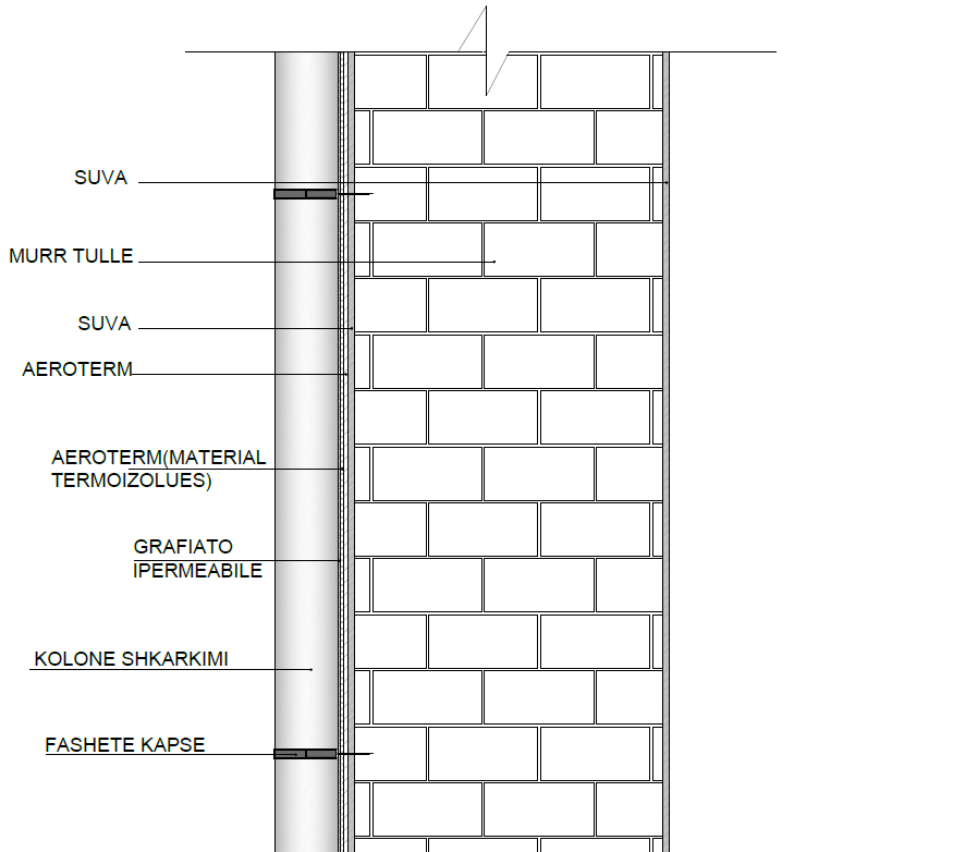 SUVA
MURR TULLE
SUVA
AEROTERM
AEROTERM(MATERIAL
TERMOIZOLUES)
GRAFIATO
IPERMEABILE
KOLONE SHKARKIMI
FASHETE KAPSE